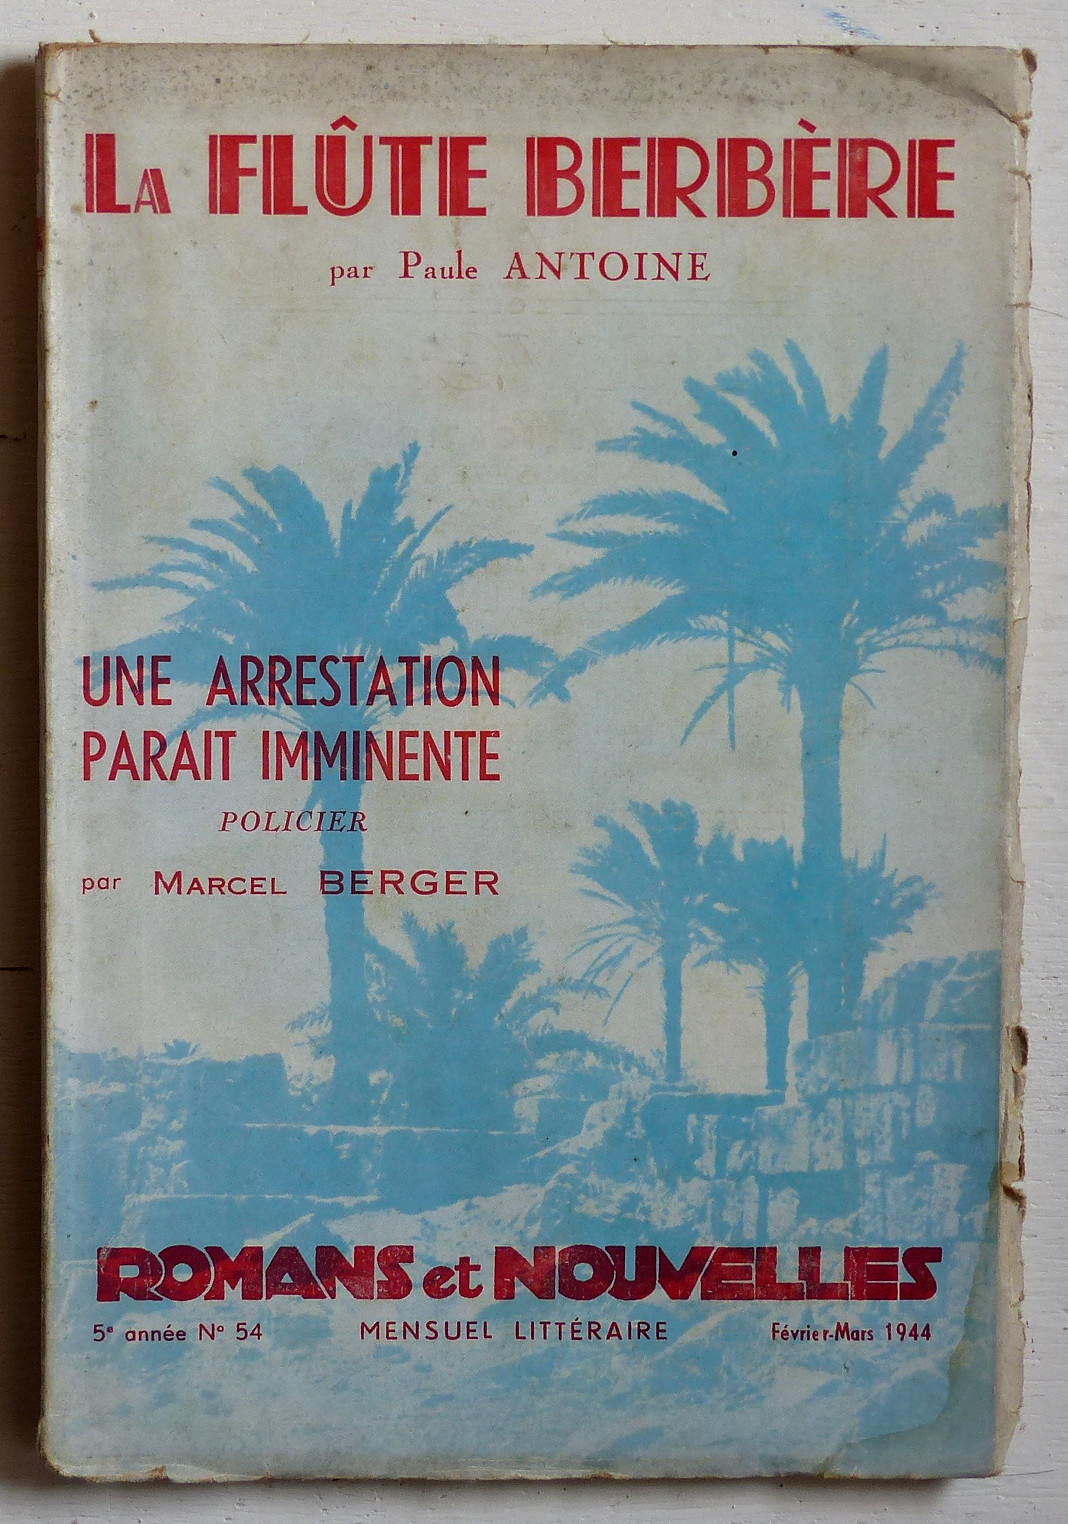 LA FLÛTE BERBÈRE
par Paule ANTOINE
UNE ARRESTATION
PARAIT IMMINENTE
POLICIER
par MARCEL BERGER
ROMANS et NOUVELLES
5e année No 54 MENSUEL LITTÉRAIRE Février-Mars 1944